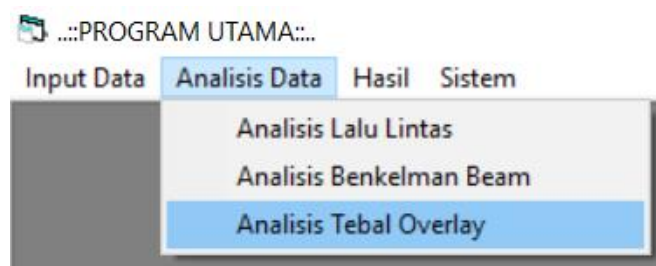 ..::PROGRAM UTAMA::..
Input Data Analisis Data Hasil Sistem
Analisis Lalu Lintas
Analisis Benkelman Beam
Analisis Tebal Overlay